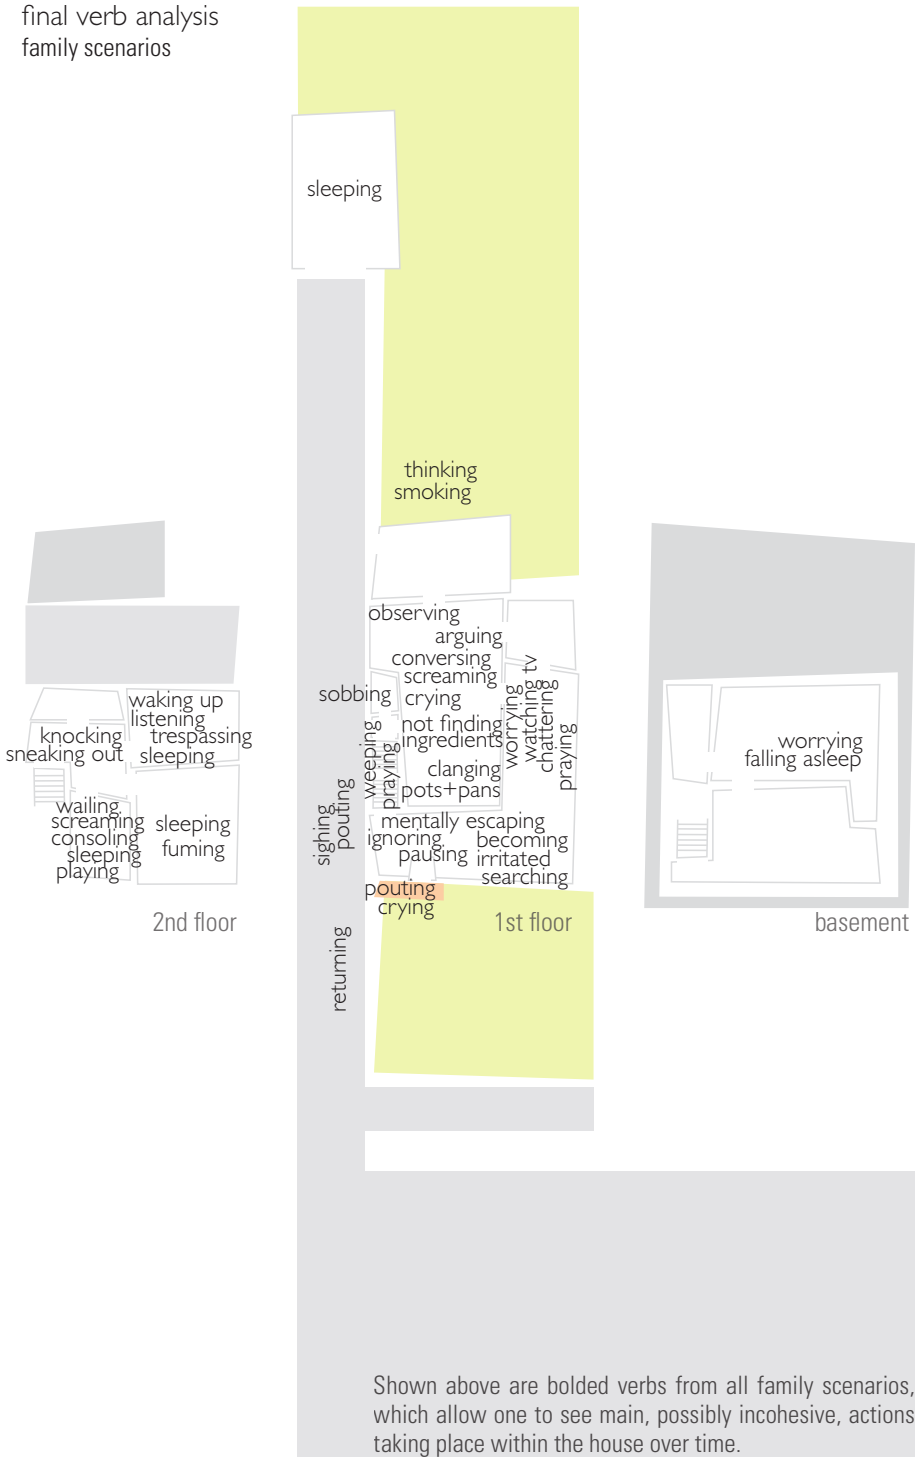 final verb analysis
family scenarios
sleeping
thinking
smoking
observing
arguing
conversing
screaming
sobbing
crying
not finding
ingredients
clanging
pots+pans
weeping
praying
worrying
watching tv
chattering
praying
sighing
pouting
mentally escaping
ignoring
becoming
pausing
irritated
searching
pouting
crying
returning
1st floor
waking up
listening
knocking
trespassing
sneaking out
sleeping
wailing
screaming
consoling
sleeping
playing
sleeping
fuming
2nd floor
worrying
falling asleep
basement
Shown above are bolded verbs from all family scenarios,
which allow one to see main, possibly incohesive, actions
taking place within the house over time.